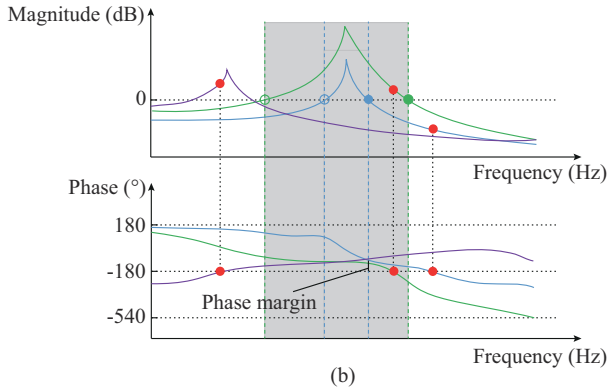 Magnitude (dB)
0
Frequency (Hz)
Phase (°)
180
-180
Phase margin
-540
Frequency (Hz)
(b)